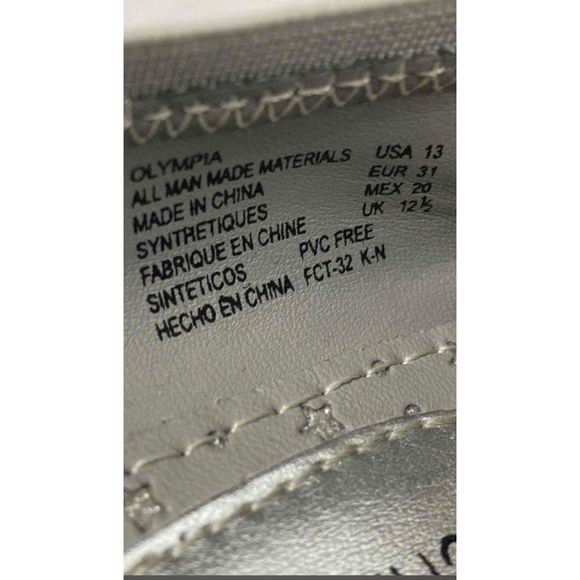 OLYMPIA
ALL MAN MADE MATERIALS
MADE IN CHINA
SYNTHRETIQUES
FABRIQUE EN CHINE
SINTETICOS
HECHO EN CHINA
USA 13
EUR 31
MEX 20
UK 12½
PVC FREE
FCT-32 K-N